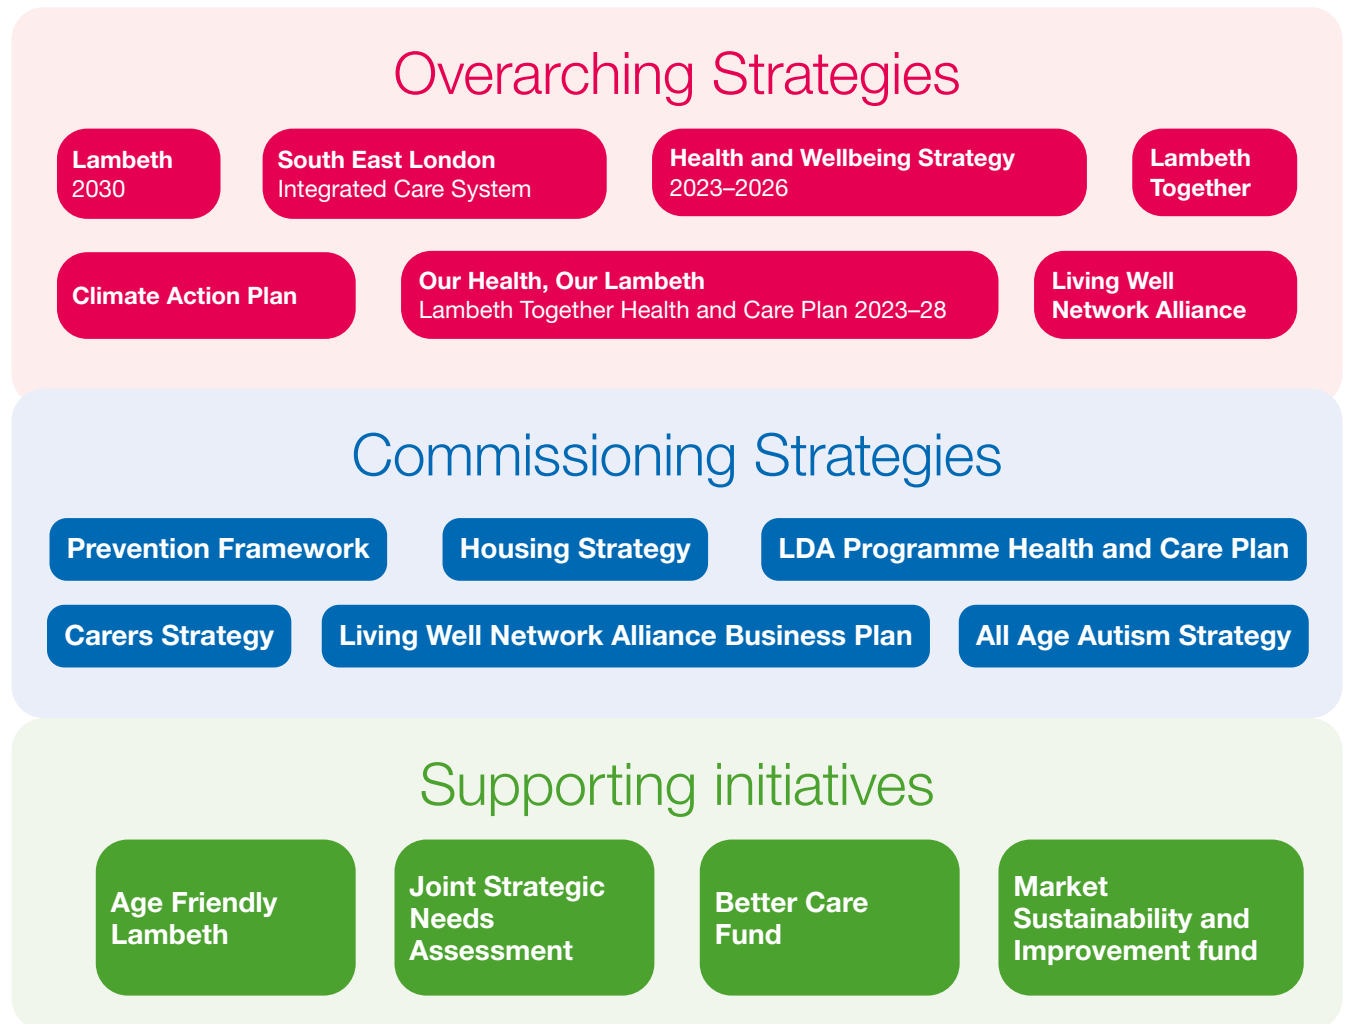 Overarching Strategies
Lambeth
2030
South East London
Integrated Care System
Health and Wellbeing Strategy
2023–2026
Lambeth
Together
Climate Action Plan
Our Health, Our Lambeth
Lambeth Together Health and Care Plan 2023–28
Living Well
Network Alliance
Commissioning Strategies
Prevention Framework
Housing Strategy
LDA Programme Health and Care Plan
Carers Strategy
Living Well Network Alliance Business Plan
All Age Autism Strategy
Supporting initiatives
Age Friendly
Lambeth
Joint Strategic
Needs
Assessment
Better Care
Fund
Market
Sustainability and
Improvement fund